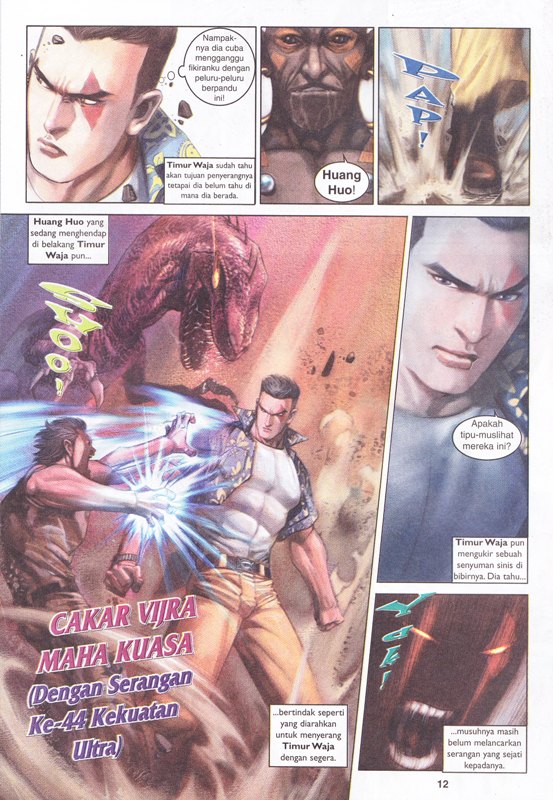 Nampak-
nya dia cuba
mengganggu
fikiranku dengan
peluru-peluru
berpandu
ini!
Timur Waja sudah tahu
akan tujuan penyerangnya
tetapi dia belum tahu di
mana dia berada.
Huang
Huo!
PAP!
Huang Huo yang
sedang menghendap
di belakang Timur
Waja pun...
Apakah
tipu-muslihat
mereka ini?
Timur Waja pun
mengukir sebuah
senyuman sinis di
bibirnya. Dia tahu...
CAKAR VIJRA
MAHA KUASA
(Dengan Serangan
Ke-44 Kekuatan
Ultra)
...bertindak seperti
yang diarahkan
untuk menyerang
Timur Waja
dengan segera.
...musuhnya masih
belum melancarkan
serangan yang sejati
kepadanya.
12